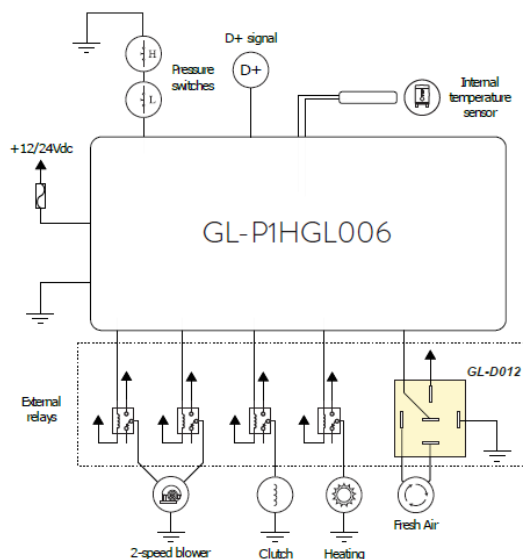 D+ signal
H
D+
Pressure
switches
L
Internal
temperature
sensor
+12/24Vdc
GL-P1HGL006
GL-D012
External
relays
2-speed blower
Clutch
Heating
Fresh Air